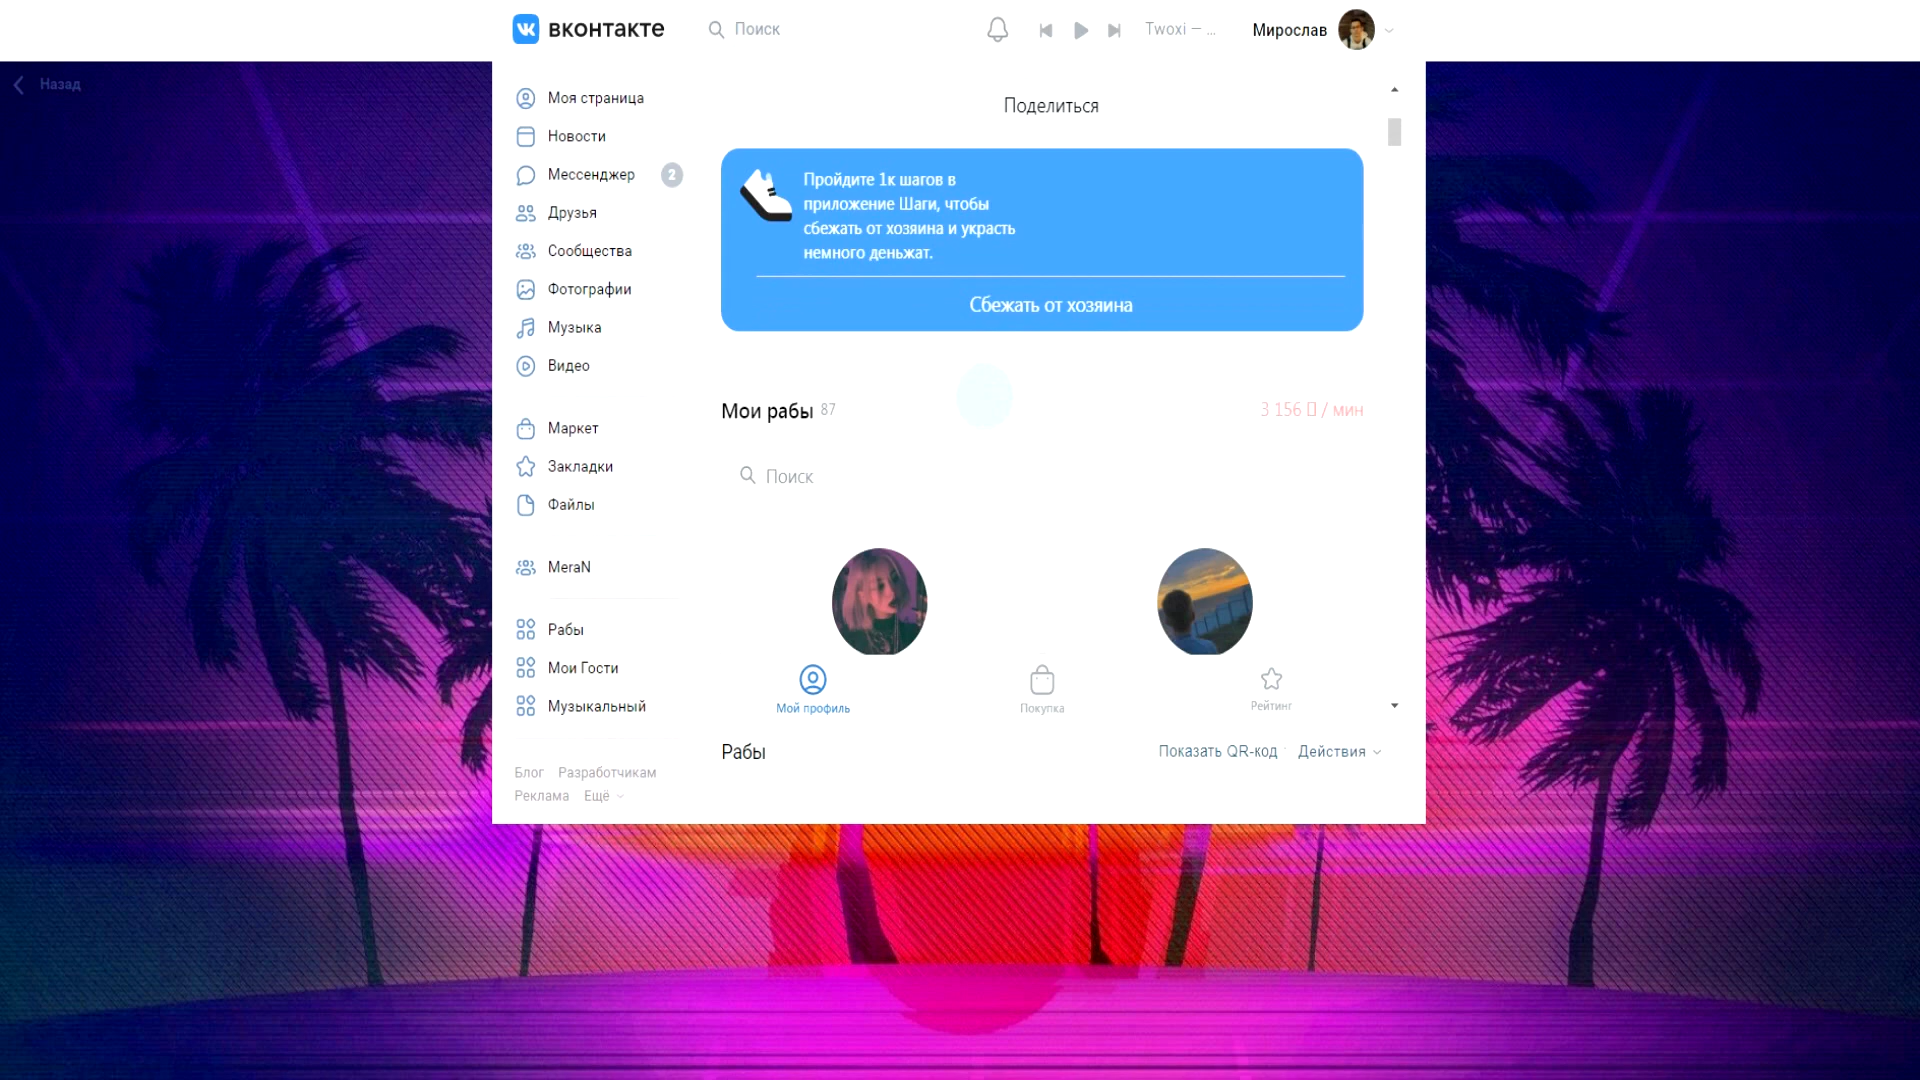 вконтакте
Поиск
Twoxi — ...
Мирослав
Назад
Моя страница
Новости
Мессенджер 2
Друзья
Сообщества
Фотографии
Музыка
Видео
Маркет
Закладки
Файлы
MeraN
Рабы
Мои Гости
Музыкальный
Блог Разработчикам
Реклама Ещё
Поделиться
Пройдите 1к шагов в
приложение Шаги, чтобы
сбежать от хозяина и украсть
немного деньжат.
Сбежать от хозяина
Мои рабы 87
3 156 / мин
Поиск
Мой профиль
Покупка
Рейтинг
Рабы
Показать QR-код
Действия